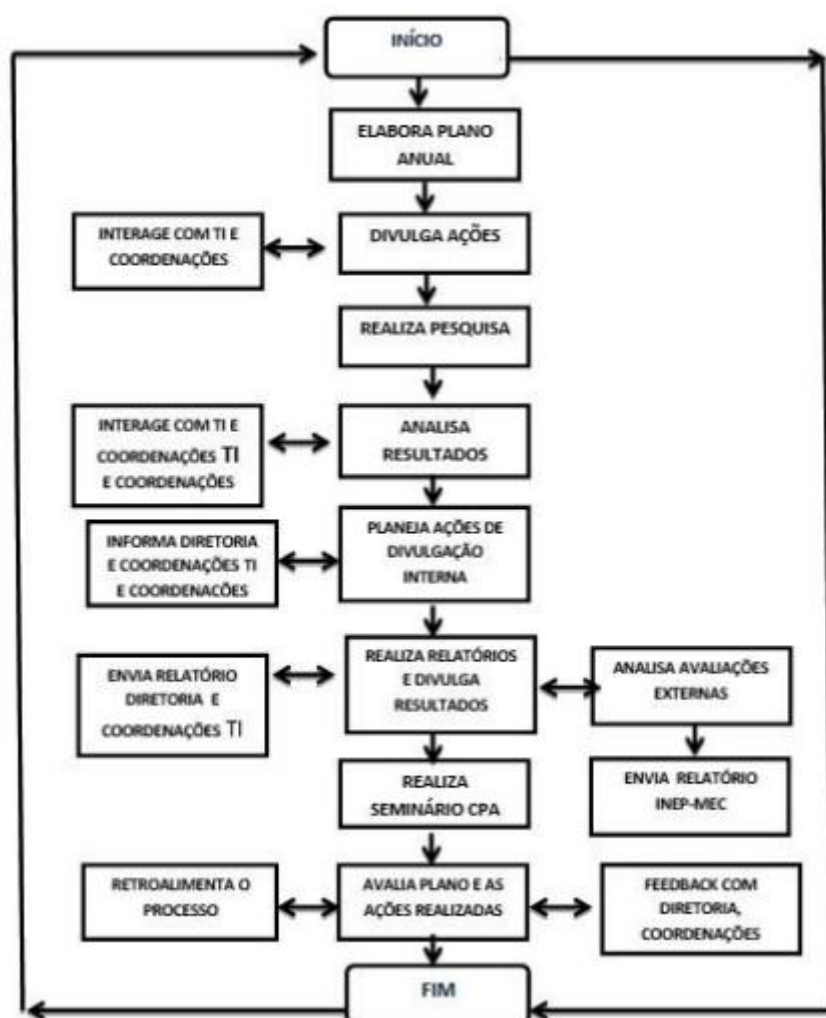 INÍCIO
ELABORA PLANO
ANUAL
INTERAGE COM TI E
COORDENAÇÕES
DIVULGA AÇÕES
REALIZA PESQUISA
INTERAGE COM TI E
COORDENAÇÕES TI
E COORDENAÇÕES
ANALISA
RESULTADOS
INFORMA DIRETORIA
E COORDENAÇÕES TI
E COORDENACÕES
PLANEJA AÇÕES DE
DIVULGAÇÃO
INTERNA
ENVIA RELATÓRIO
DIRETORIA E
COORDENAÇÕES TI
REALIZA RELATÓRIOS
E DIVULGA
RESULTADOS
ANALISA AVALIAÇÕES
EXTERNAS
REALIZA
SEMINÁRIO CPA
ENVIA RELATÓRIO
INEP-MEC
RETROALIMENTA O
PROCESSO
AVALIA PLANO E AS
AÇÕES REALIZADAS
FEEDBACK COM
DIRETORIA,
COORDENAÇÕES
FIM